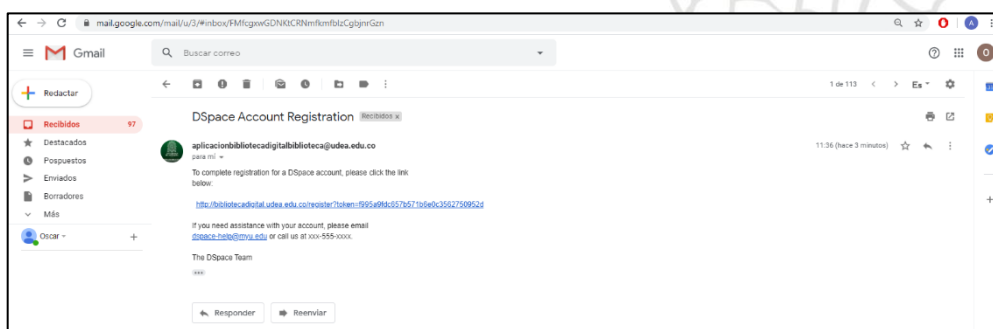 mail.google.com/mail/u/3/#inbox/FMfcgxwGDNKtCRNmfkmfblzCgbjnrGzn
Gmail
Buscar correo
Redactar
1 de 113
Es
DSpace Account Registration
Recibidos x
Recibidos 97
Destacados
Pospuestos
Enviados
Borradores
Más
Oscar
aplicacionbibliotecadigitalbiblioteca@udea.edu.co
11:36 (hace 3 minutos)
para mí
To complete registration for a DSpace account, please click the link
below:
http://bibliotecadigital.udea.edu.co/register?token=f995a9fdc657b571b6e0c3562750952d
If you need assistance with your account, please email
dspace-help@myu.edu or call us at xxx-555-xxxx.
The DSpace Team
Responder
Reenviar